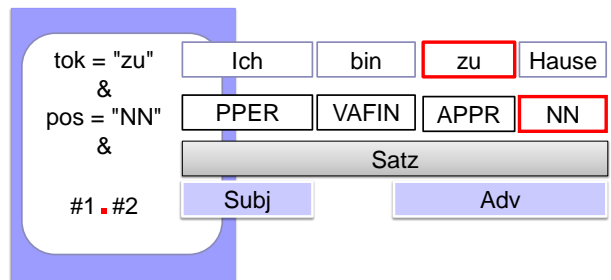 tok = "zu"
&
pos = "NN"
&
#1 . #2
Ich bin zu Hause
PPER VAFIN APPR NN
Satz
Subj Adv